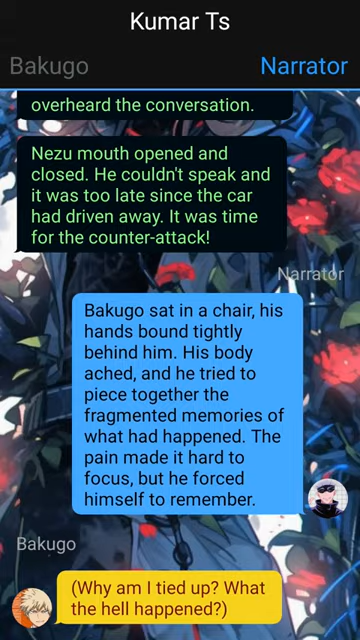 Kumar Ts
Bakugo
Narrator
overheard the conversation.
Nezu mouth opened and
closed. He couldn't speak and
it was too late since the car
had driven away. It was time
for the counter-attack!
Narrator
Bakugo sat in a chair, his
hands bound tightly
behind him. His body
ached, and he tried to
piece together the
fragmented memories of
what had happened. The
pain made it hard to
focus, but he forced
himself to remember.
Bakugo
(Why am I tied up? What
the hell happened?)